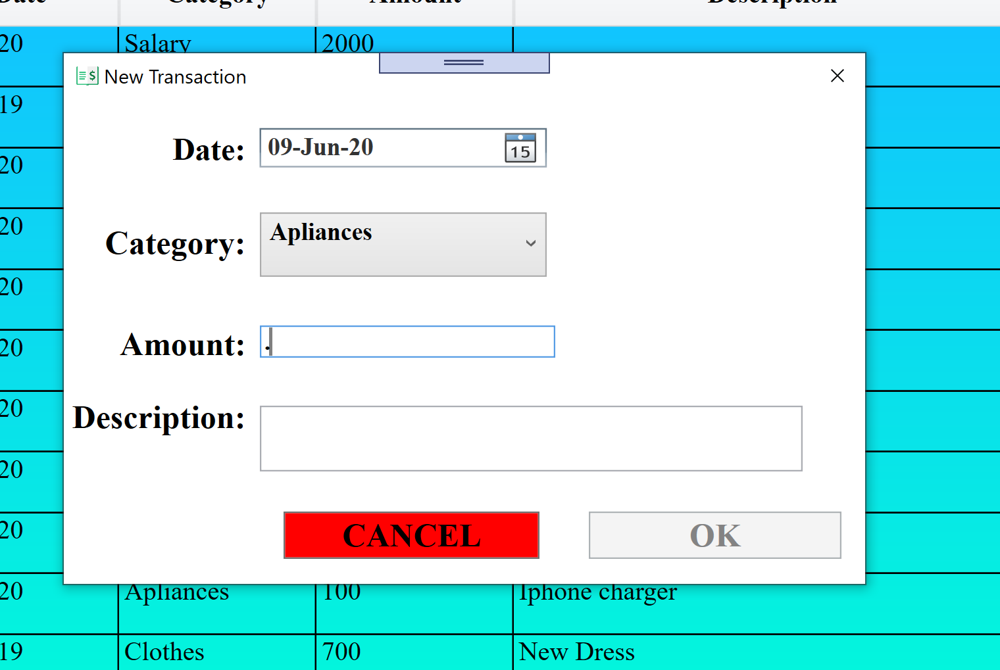 Date Category Amount Description
20 Salary 2000
New Transaction
19
Date: 09-Jun-20 15
20
20
Category: Apliances
20
Amount: .
20
20
Description:
20
20
CANCEL OK
20 Apliances 100 Iphone charger
19 Clothes 700 New Dress